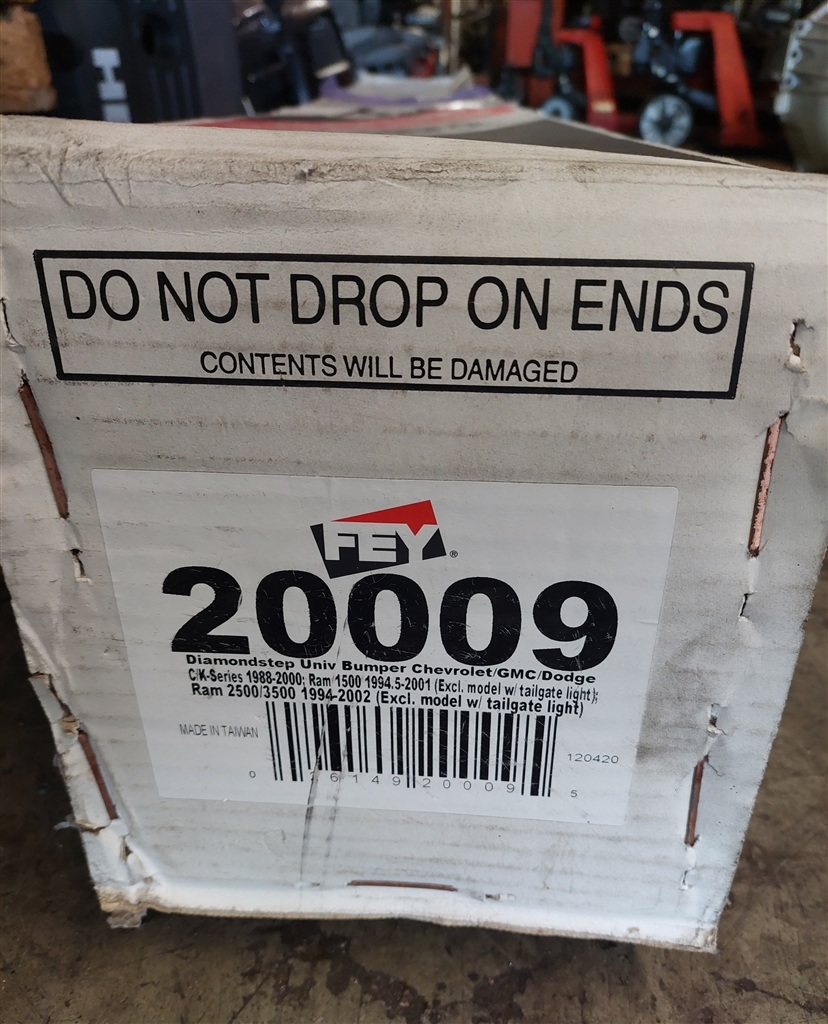 H
DO NOT DROP ON ENDS
CONTENTS WILL BE DAMAGED
FEY®
20009
Diamondstep Univ Bumper Chevrolet/GMC/Dodge
C/K-Series 1988-2000; Ram 1500 1994.5-2001 (Excl. model w/ tailgate light);
Ram 2500/3500 1994-2002 (Excl. model w/ tailgate light)
MADE IN TAIWAN
120420
0 26149 20009 5